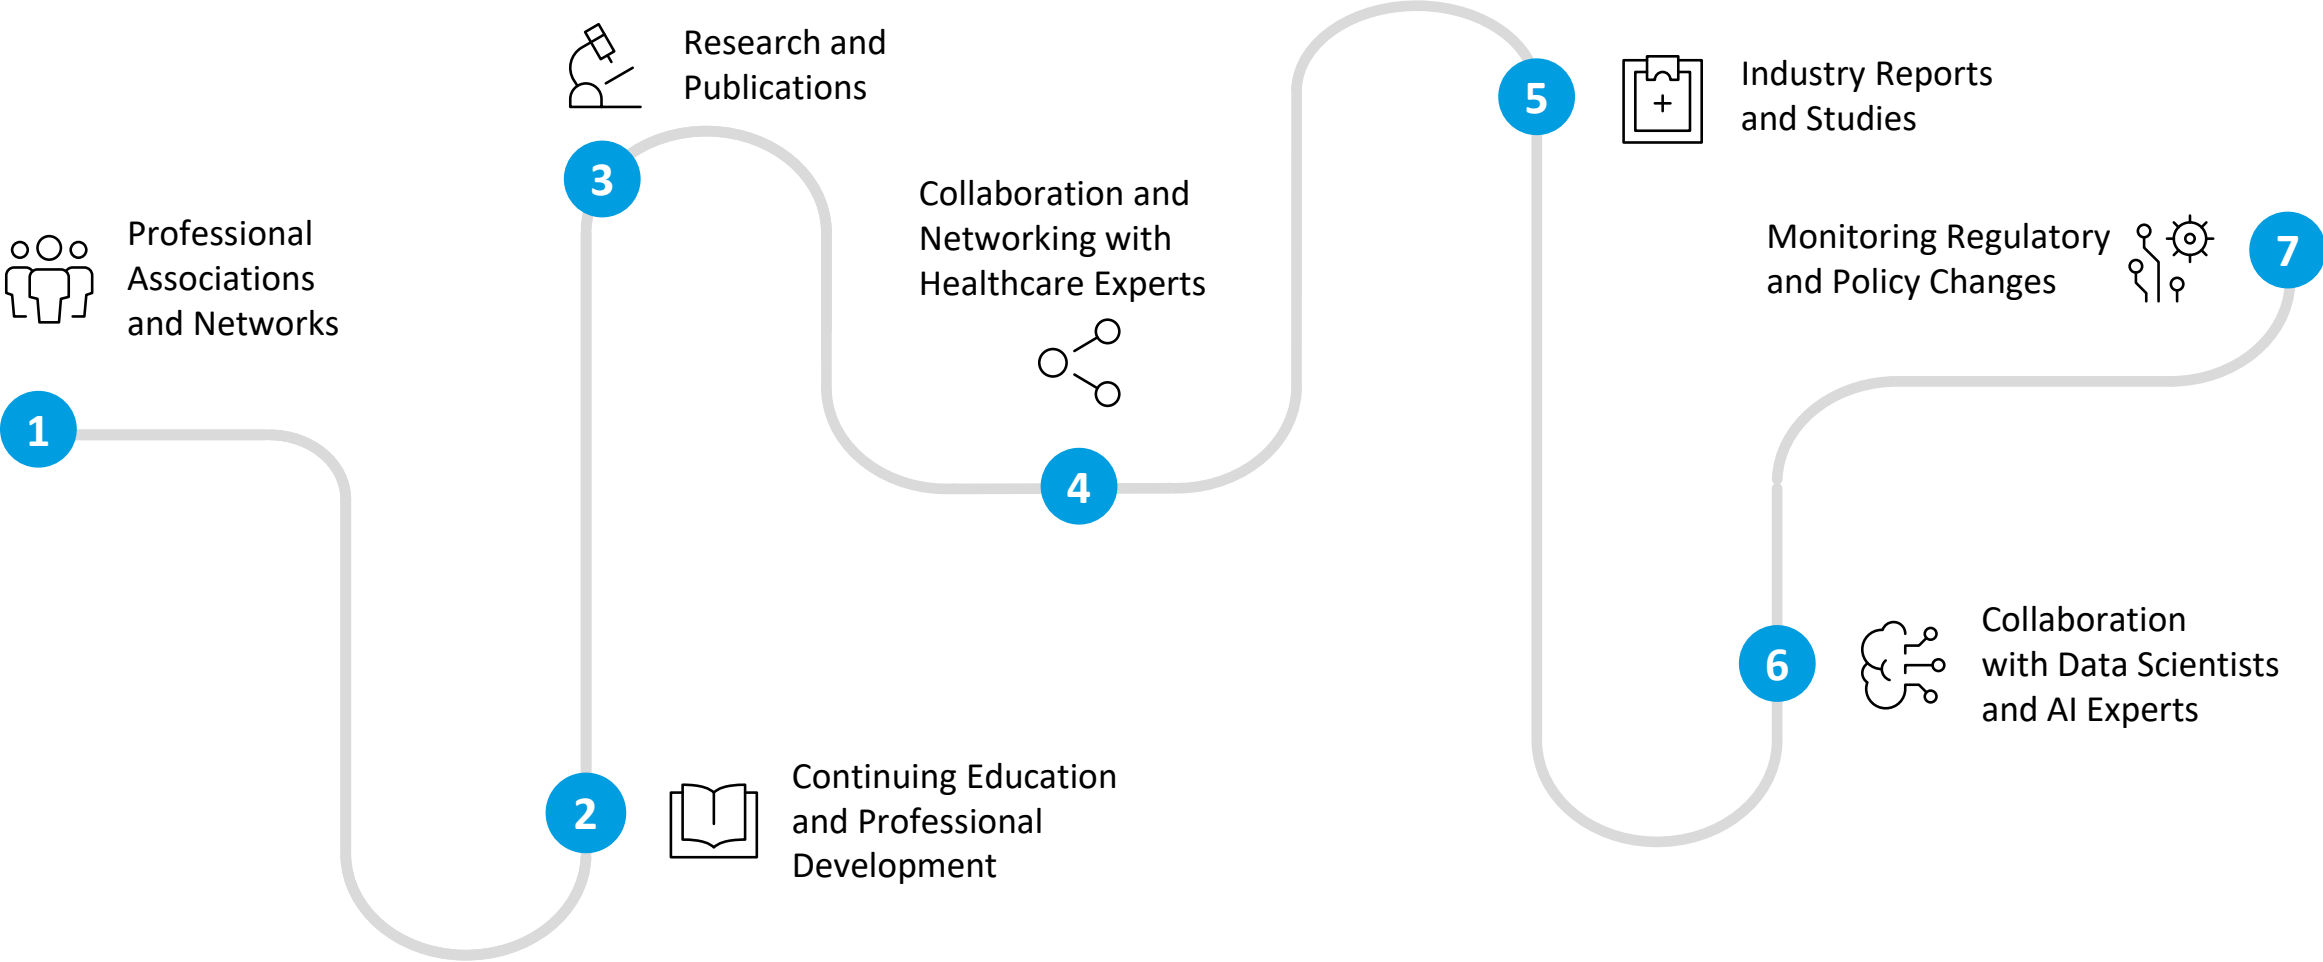 1
Professional
Associations
and Networks
2
Continuing Education
and Professional
Development
3
Research and
Publications
4
Collaboration and
Networking with
Healthcare Experts
5
Industry Reports
and Studies
6
Collaboration
with Data Scientists
and AI Experts
7
Monitoring Regulatory
and Policy Changes